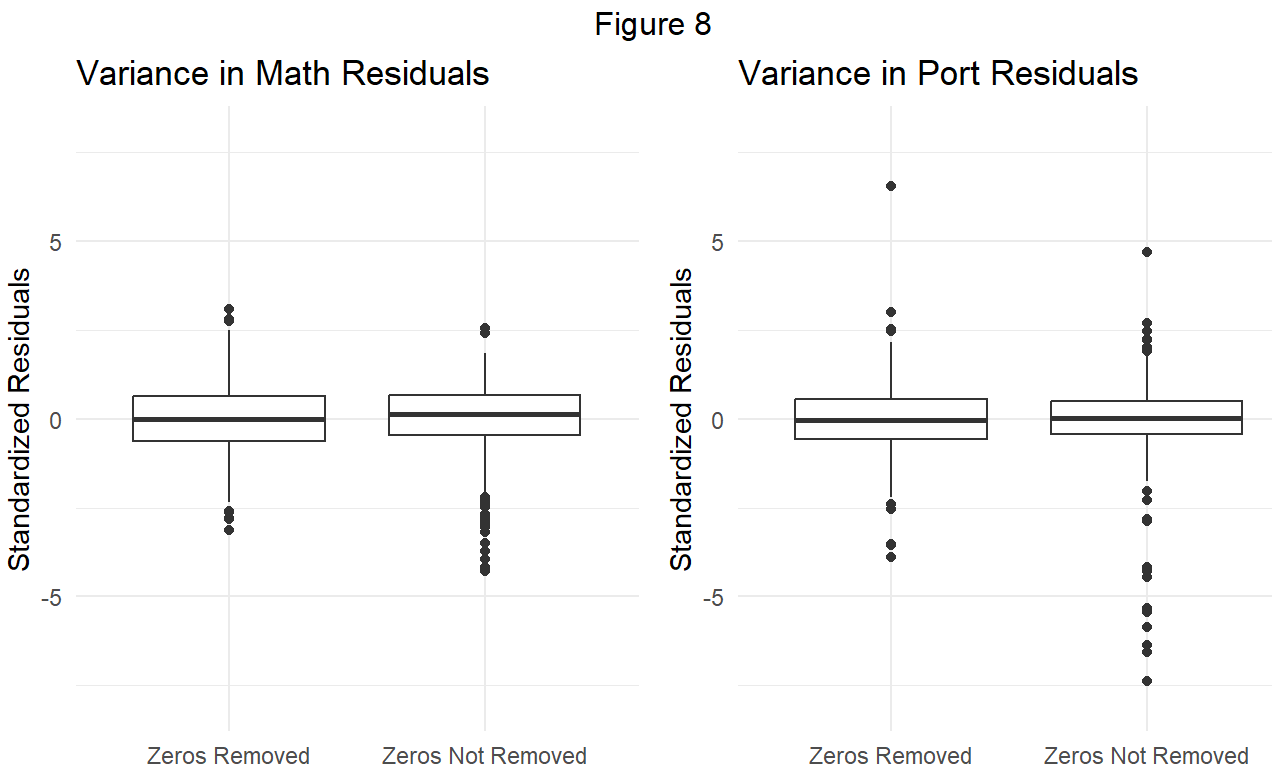 Figure 8
Variance in Math Residuals
Standardized Residuals
5
0
-5
Zeros Removed
Zeros Not Removed
Variance in Port Residuals
Standardized Residuals
5
0
-5
Zeros Removed
Zeros Not Removed